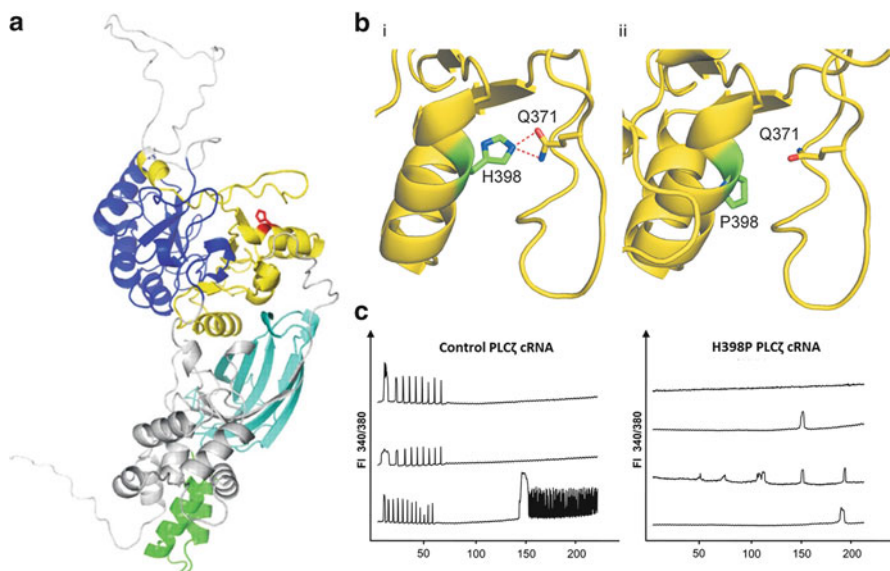 a
b
i
ii
Q371
H398
Q371
P398
c
Control PLCζ cRNA
H398P PLCζ cRNA
FI 340/380
50
100
150
200
FI 340/380
50
100
150
200